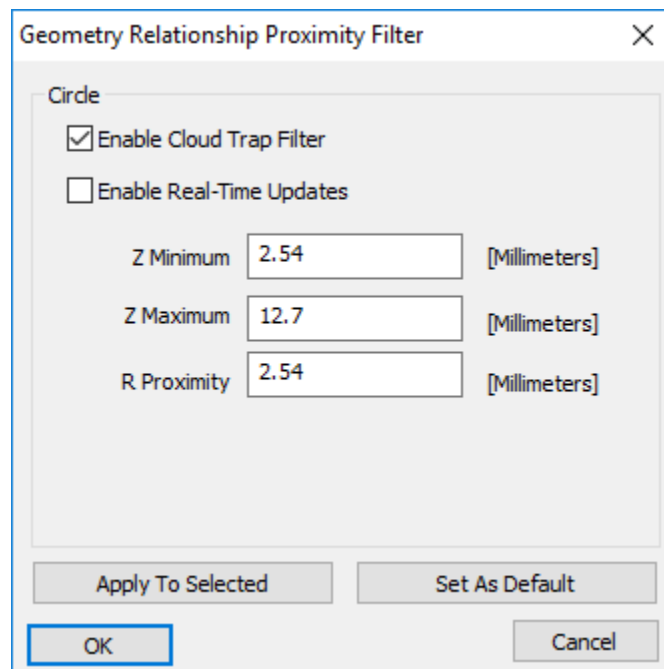 Geometry Relationship Proximity Filter
Circle
Enable Cloud Trap Filter
Enable Real-Time Updates
Z Minimum 2.54 [Millimeters]
Z Maximum 12.7 [Millimeters]
R Proximity 2.54 [Millimeters]
Apply To Selected Set As Default
OK Cancel